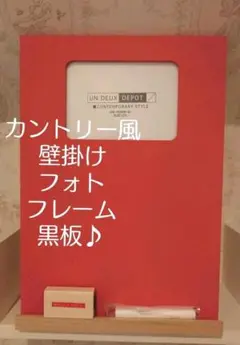 UN DEUX DEPOT
CONTEMPORARY STYLE
カントリー風
壁掛け
フォト
フレーム
黒板♪